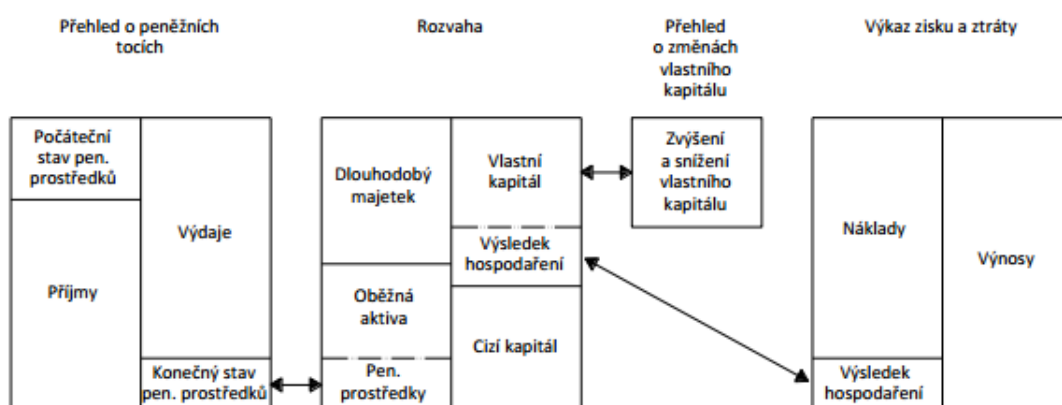 Přehled o peněžních
tocích
Rozvaha
Přehled
o změnách
vlastního
kapitálu
Výkaz zisku a ztráty
Počáteční
stav pen.
prostředků
Příjmy
Výdaje
Konečný stav
pen. prostředků
Dlouhodobý
majetek
Oběžná
aktiva
Pen.
prostředky
Vlastní
kapitál
Výsledek
hospodaření
Cizí kapitál
Zvýšení
a snížení
vlastního
kapitálu
Náklady
Výsledek
hospodaření
Výnosy